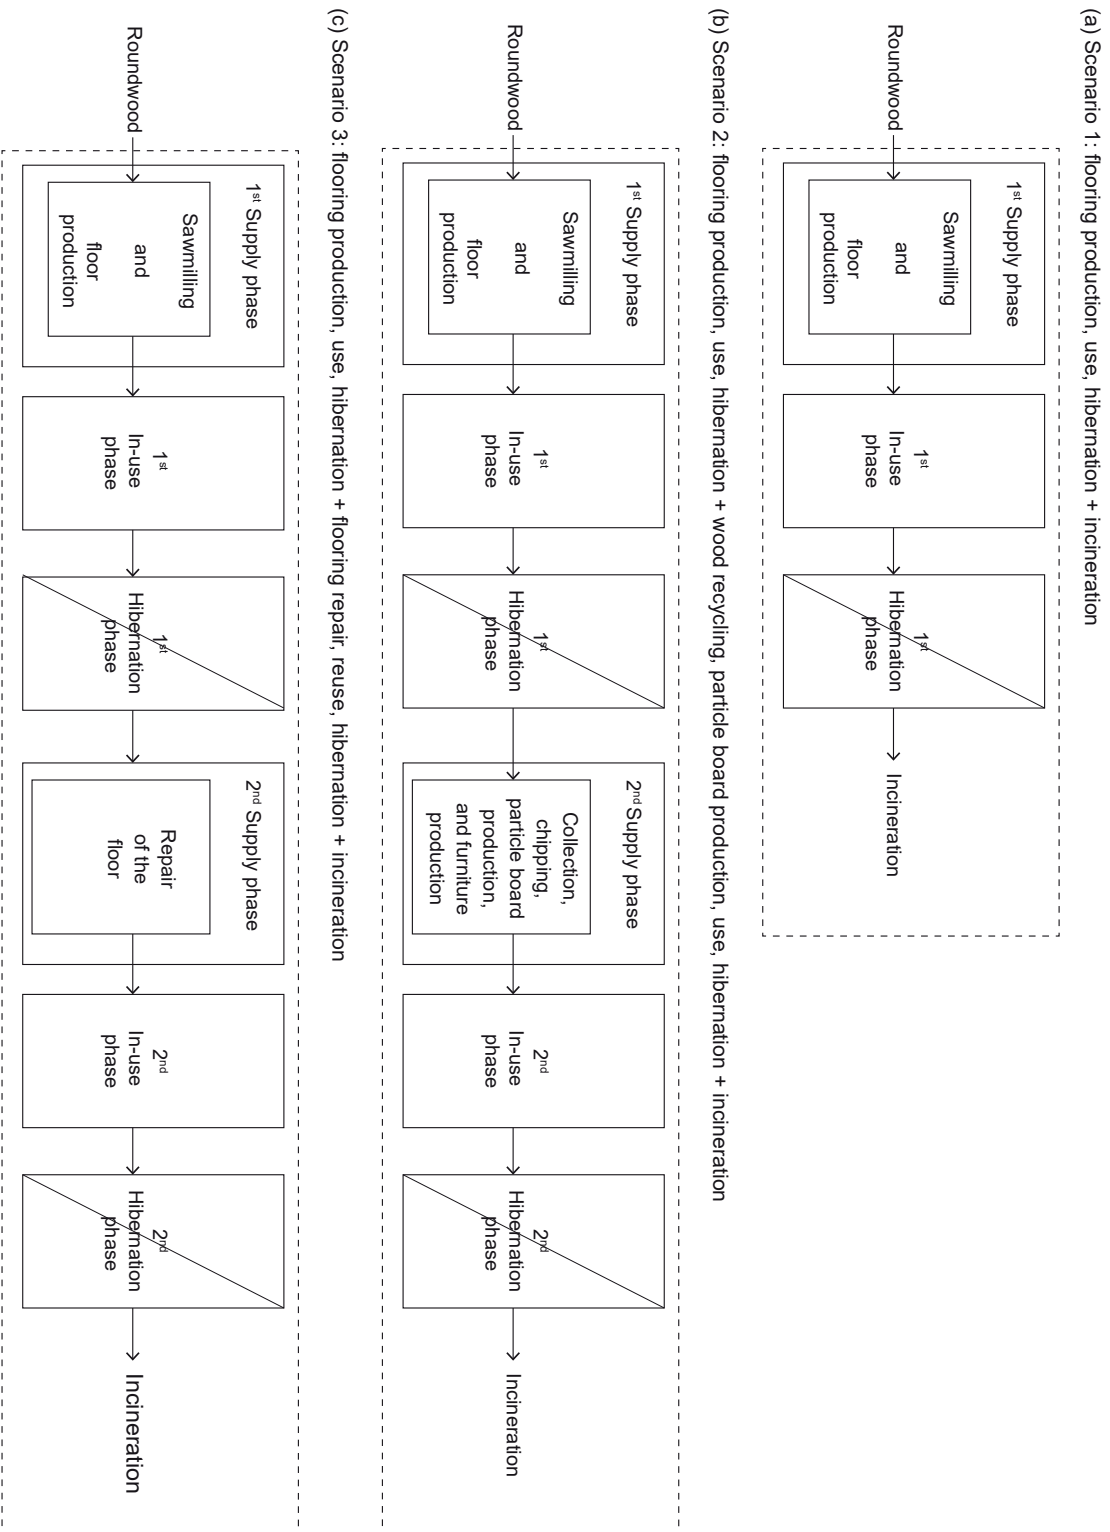 (a) Scenario 1: flooring production, use, hibernation + incineration
Roundwood
1st Supply phase
Sawmilling
and
floor
production
1st
In-use
phase
1st
Hibernation
phase
Incineration
(b) Scenario 2: flooring production, use, hibernation + wood recycling, particle board production, use, hibernation + incineration
Roundwood
1st Supply phase
Sawmilling
and
floor
production
1st
In-use
phase
1st
Hibernation
phase
2nd Supply phase
Collection,
chipping,
particle board
production,
and furniture
production
2nd
In-use
phase
2nd
Hibernation
phase
Incineration
(c) Scenario 3: flooring production, use, hibernation + flooring repair, reuse, hibernation + incineration
Roundwood
1st Supply phase
Sawmilling
and
floor
production
1st
In-use
phase
1st
Hibernation
phase
2nd Supply phase
Repair
of the
floor
2nd
In-use
phase
2nd
Hibernation
phase
Incineration